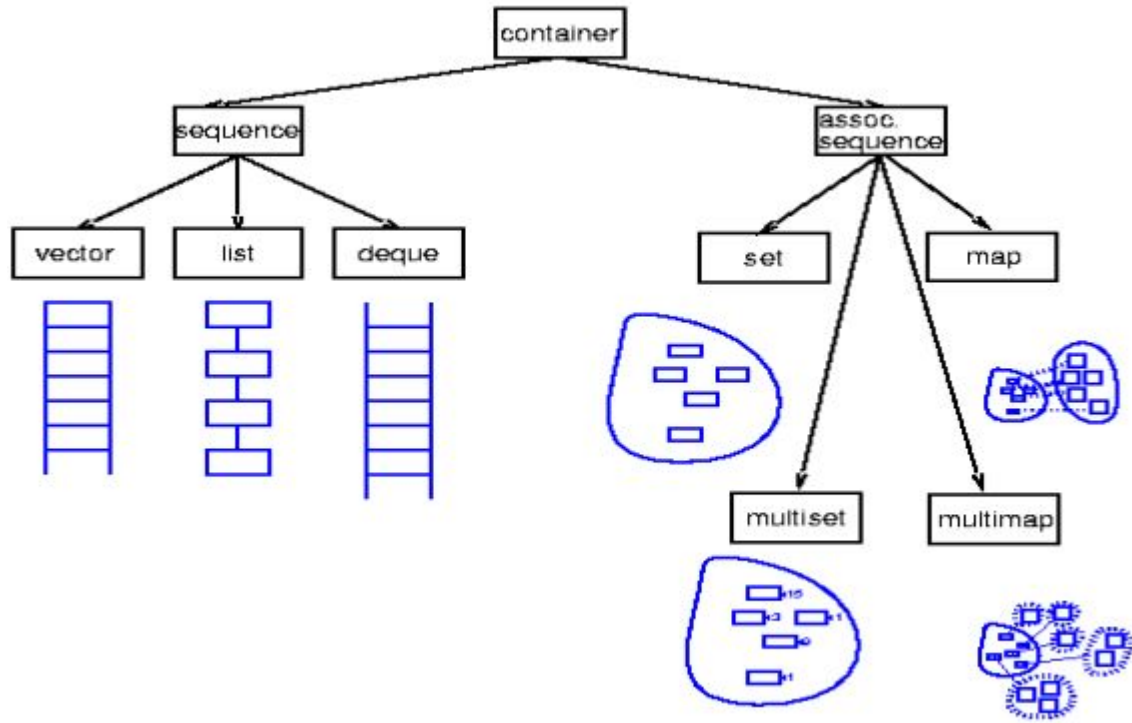 container
sequence
assoc.
sequence
vector
list
deque
set
map
multiset
multimap